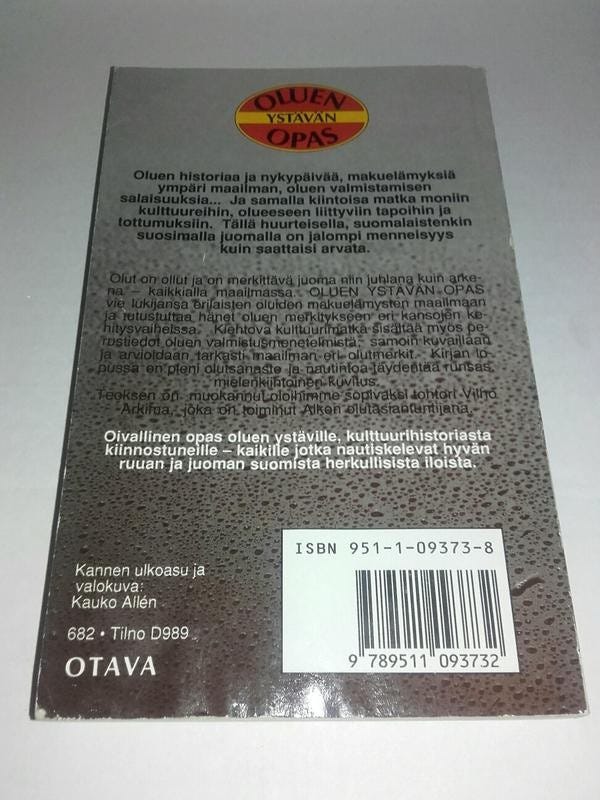 OLUEN
YSTÄVÄN
OPAS
Oluen historiaa ja nykypäivää, makuelämyksiä
ympäri maailman, oluen valmistamisen
salaisuuksia... Ja samalla kiintoisa matka moniin
kulttuureihin, olueeseen liittyviin tapoihin ja
tottumuksiin. Tällä huurteisella, suomalaistenkin
suosimalla juomalla on jalompi menneisyys
kuin saattaisi arvata.
Olut on ollut ja on merkittävä juoma niin juhlana kuin arke-
na – kaikkialla maailmassa. OLUEN YSTÄVÄN OPAS
vie lukijansa erilaisten oluiden makuelämysten maailmaan
ja tutustuttaa hänet oluen merkitykseen eri kansojen ke-
hitysvaiheissa. Kiehtova kulttuurimatka sisältää myös pe-
rustiedot oluen valmistusmenetelmistä, samoin kuvaillaan
ja arvioidaan tarkasti maailman eri olutmerkit. Kirjan lo-
pussa on pieni olutsanasto ja nautintoa täydentää runsas,
mielenkiintoinen kuvitus.
Teoksen on mukannut oloihimme sopivaksi tohtori Vilho
Arkima, joka on toiminut Alkon olutasiantuntijana.
Oivallinen opas oluen ystäville, kulttuurihistoriasta
kiinnostuneille – kaikille jotka nautiskelevat hyvän
ruuan ja juoman suomista herkullisista iloista.
ISBN 951-1-09373-8
Kannen ulkoasu ja
valokuva:
Kauko Allén
682 • Tilno D989
OTAVA
9 789511 093732